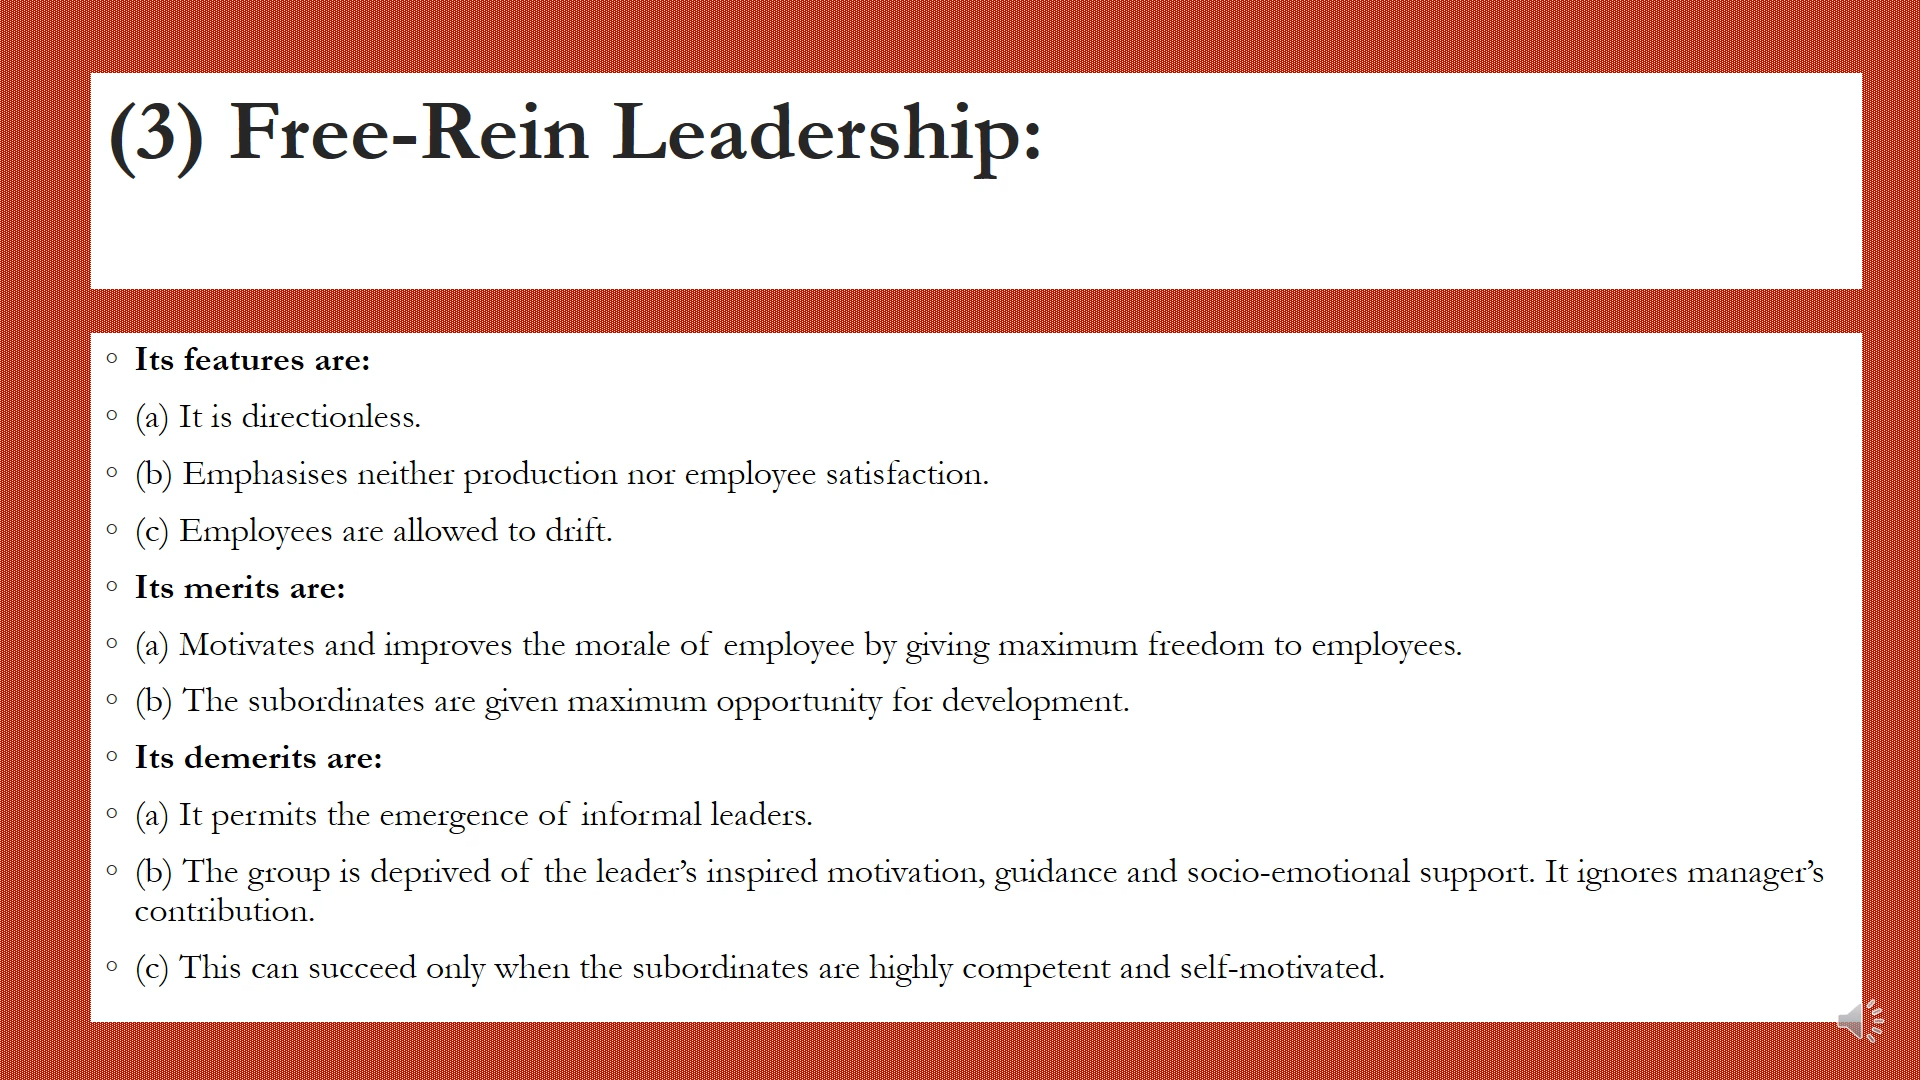 (3) Free-Rein Leadership:
◦ Its features are:
◦ (a) It is directionless.
◦ (b) Emphasises neither production nor employee satisfaction.
◦ (c) Employees are allowed to drift.
◦ Its merits are:
◦ (a) Motivates and improves the morale of employee by giving maximum freedom to employees.
◦ (b) The subordinates are given maximum opportunity for development.
◦ Its demerits are:
◦ (a) It permits the emergence of informal leaders.
◦ (b) The group is deprived of the leader’s inspired motivation, guidance and socio-emotional support. It ignores manager’s
contribution.
◦ (c) This can succeed only when the subordinates are highly competent and self-motivated.